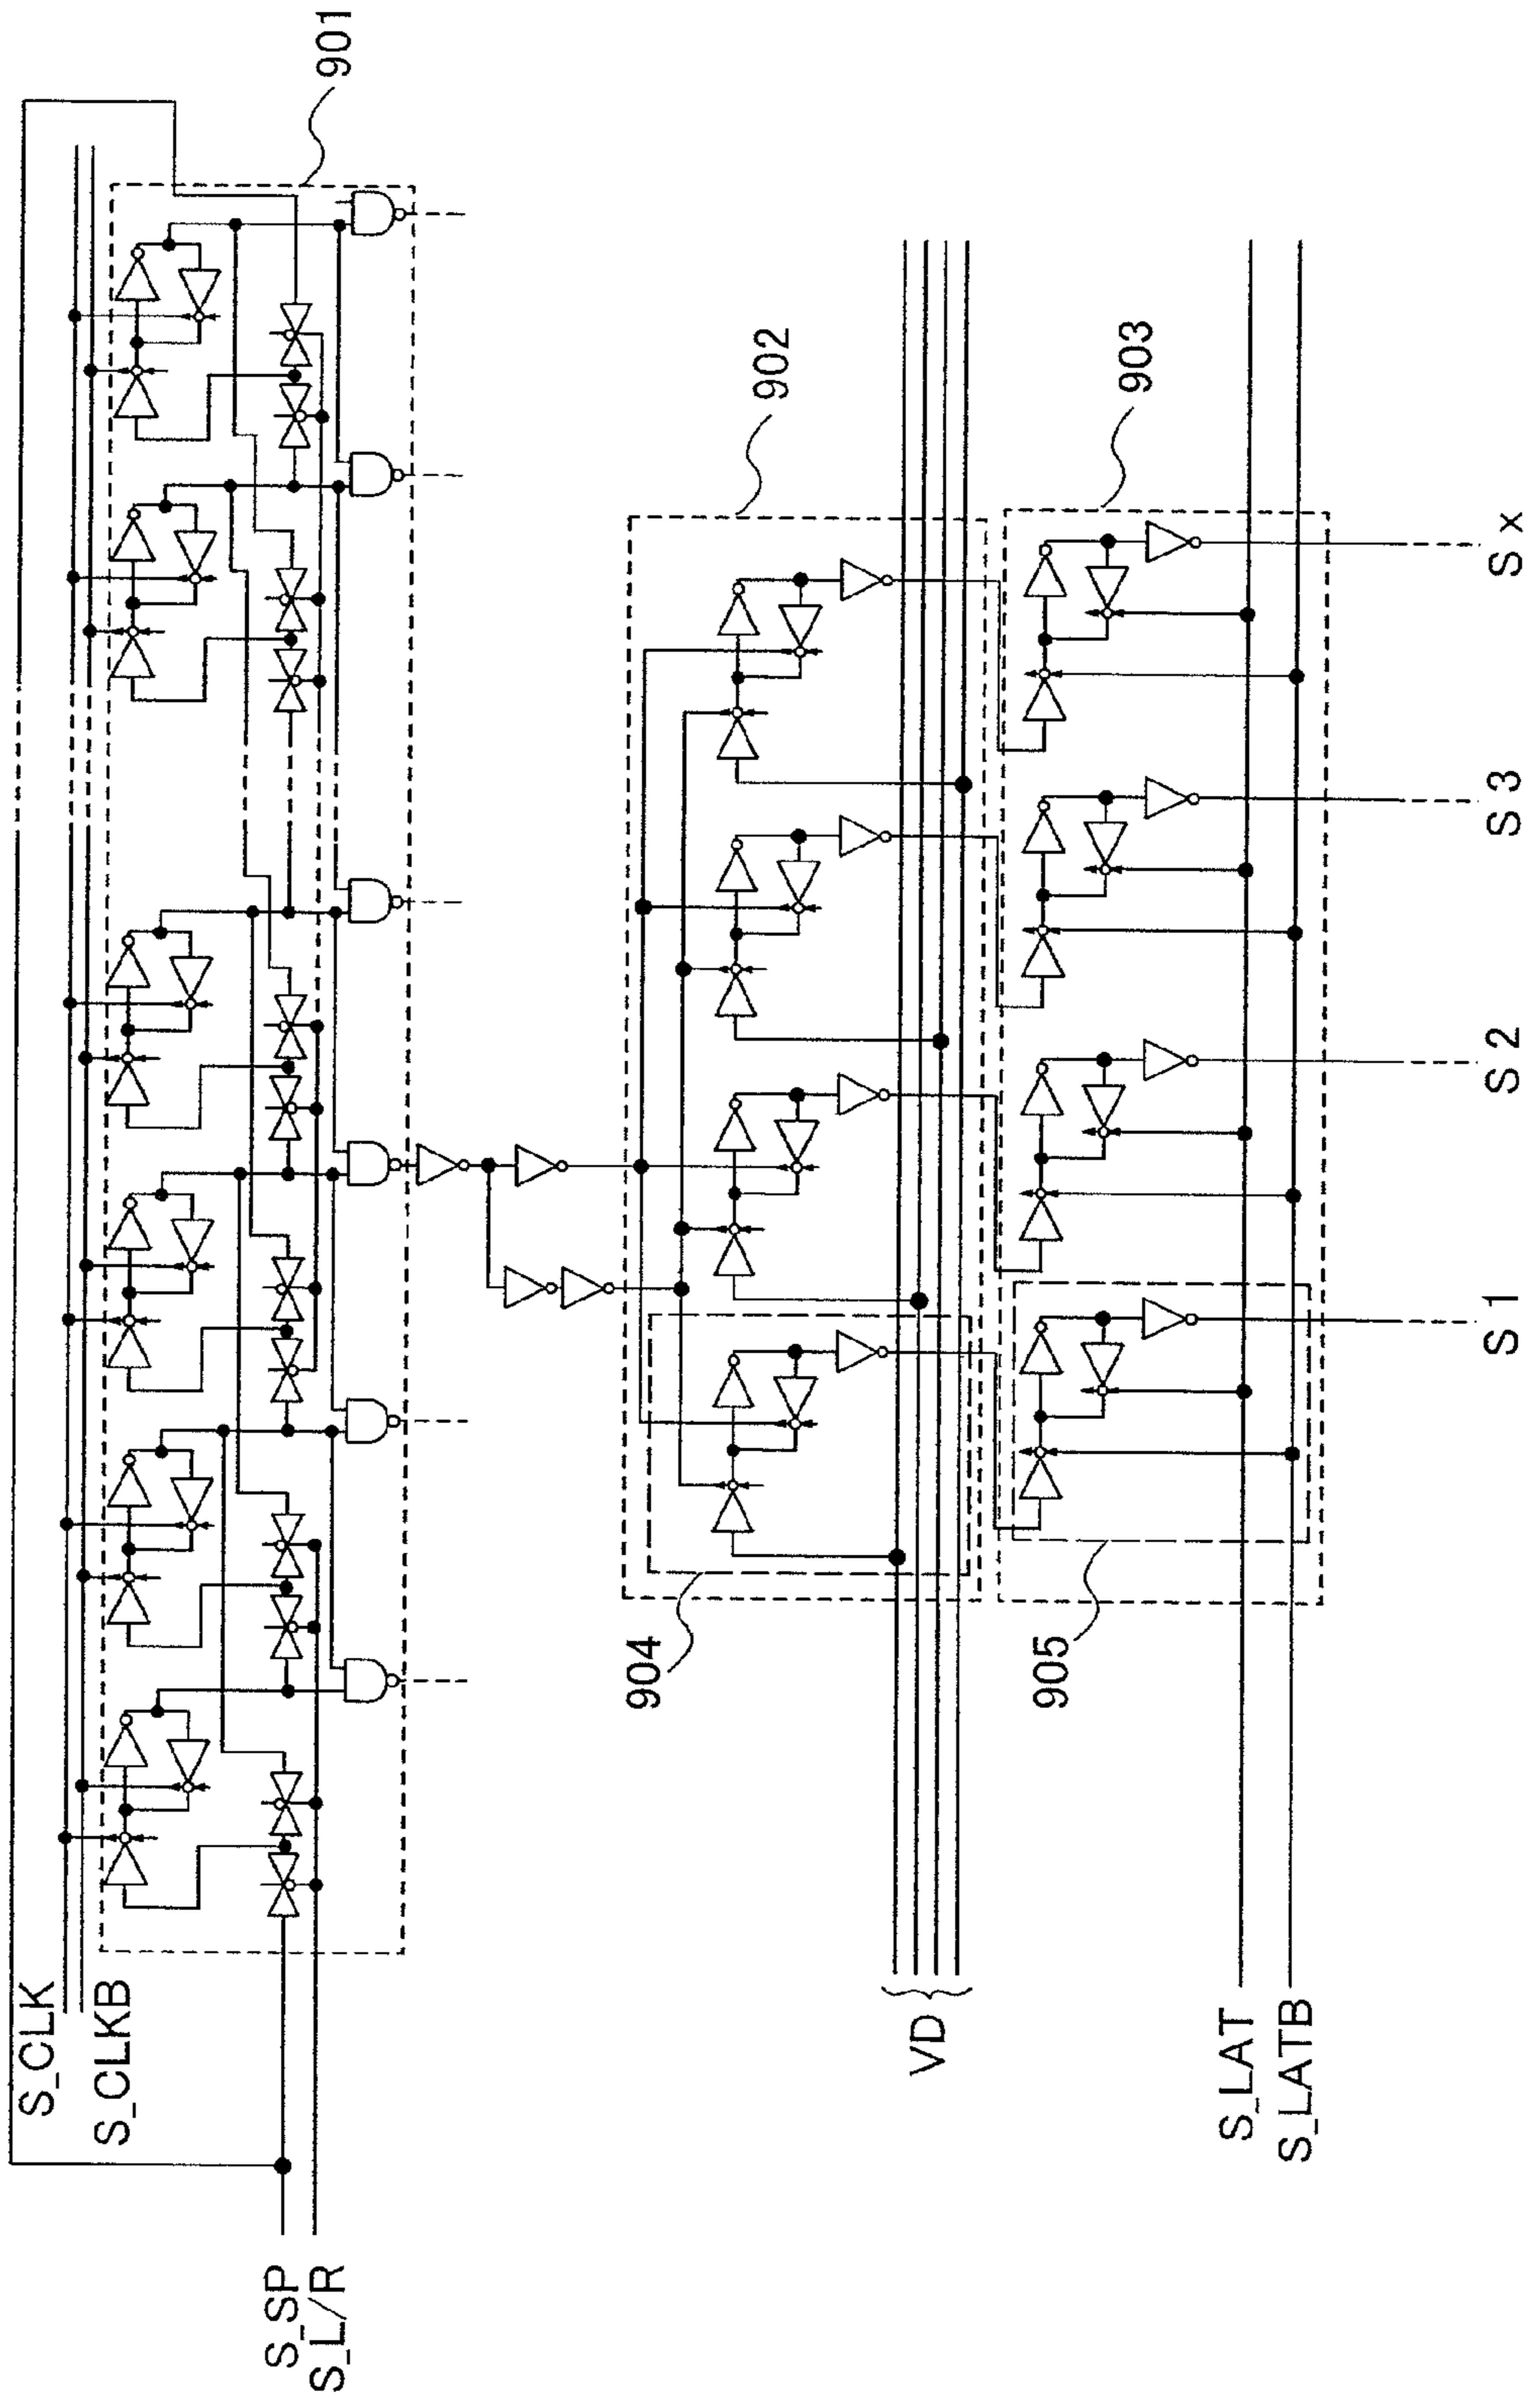 S_CLK
S_CLKB
S_SP
S_L/R
901
902
904
VD
903
905
S_LAT
S_LATB
S 1
S 2
S 3
S x